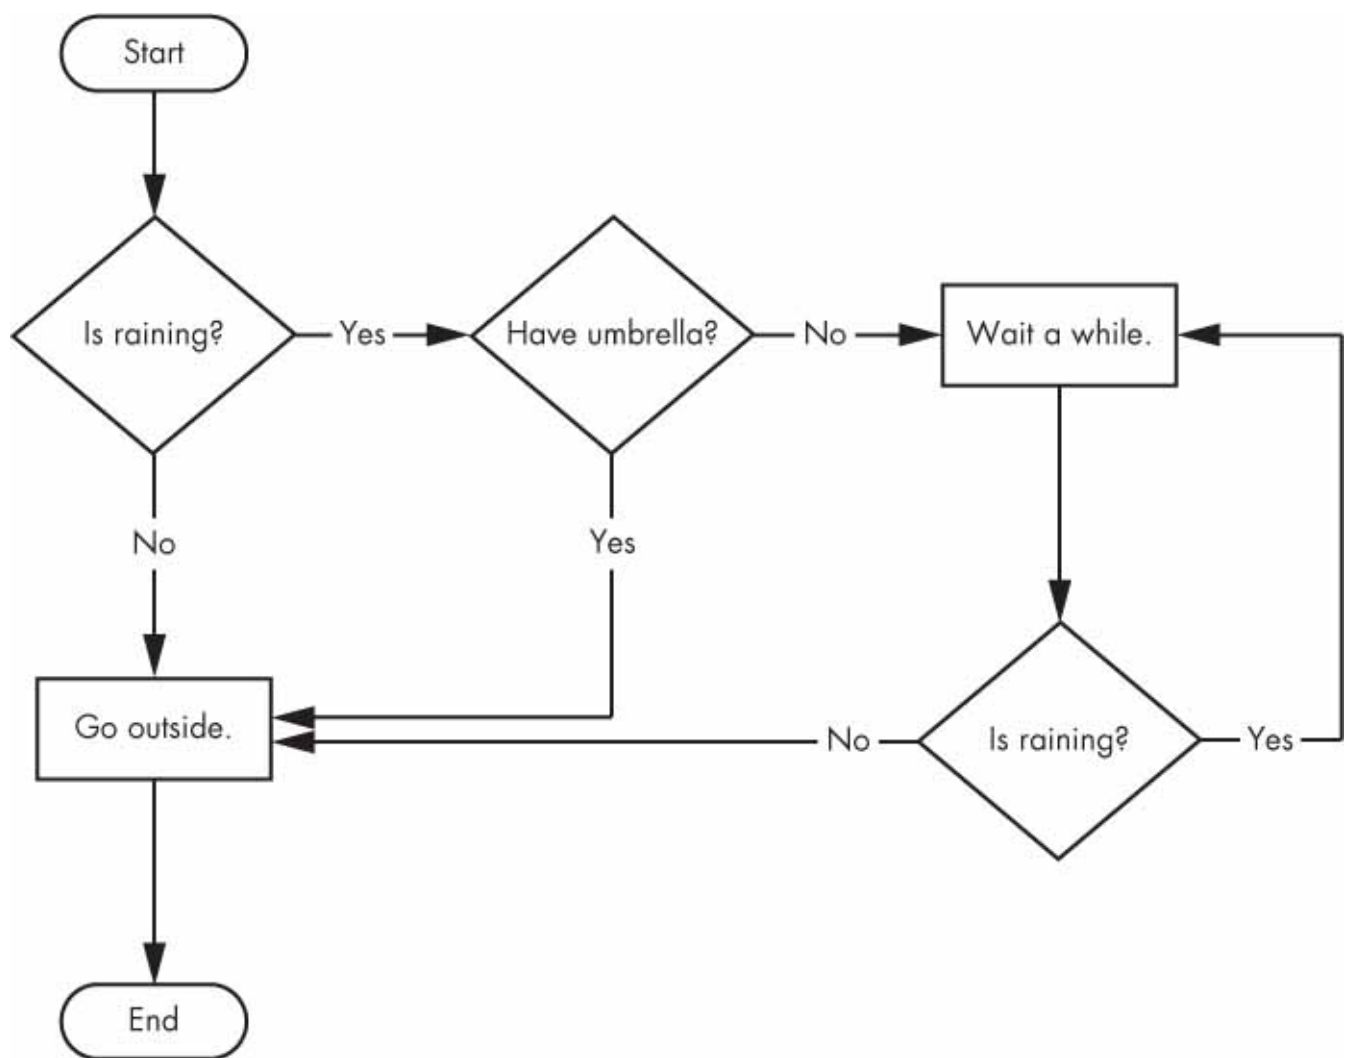 Start
Is raining?
Yes
Have umbrella?
No
Wait a while.
No
Yes
Go outside.
No
Is raining?
Yes
End